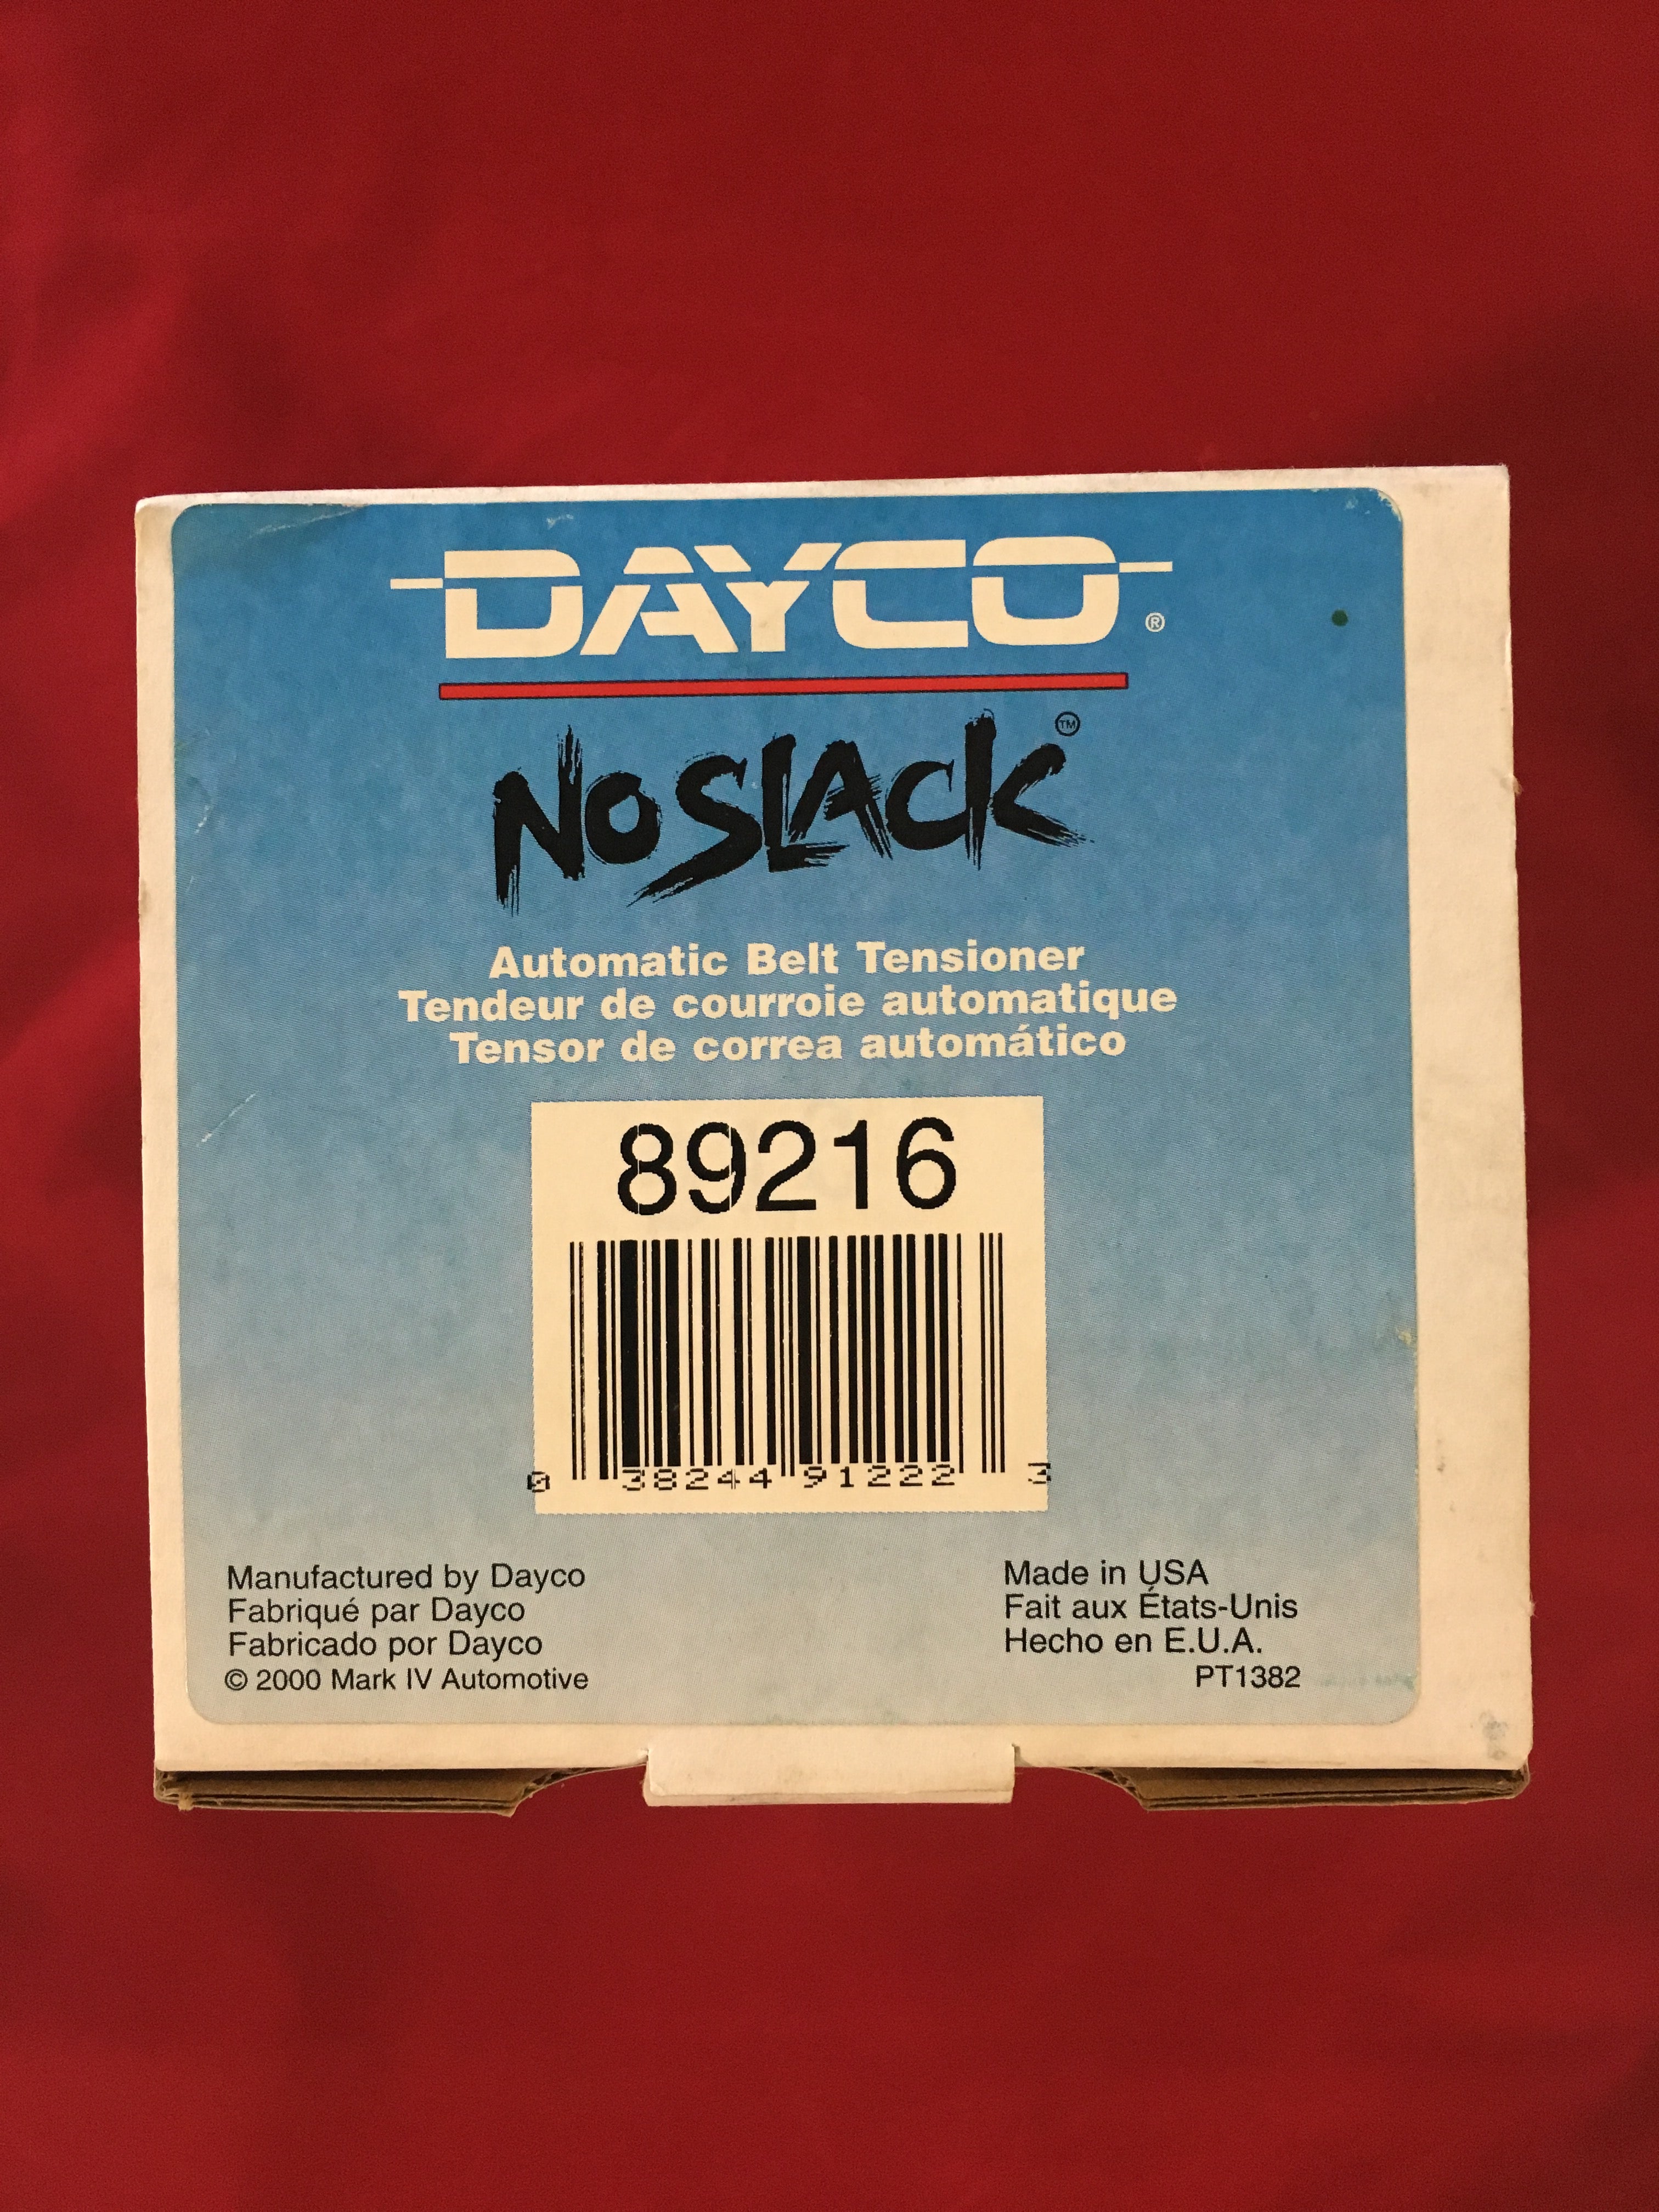 DAYCO®
NO SLACK™
Automatic Belt Tensioner
Tendeur de courroie automatique
Tensor de correa automático
89216
0 38244 91222 3
Manufactured by Dayco
Fabriqué par Dayco
Fabricado por Dayco
© 2000 Mark IV Automotive
Made in USA
Fait aux États-Unis
Hecho en E.U.A.
PT1382